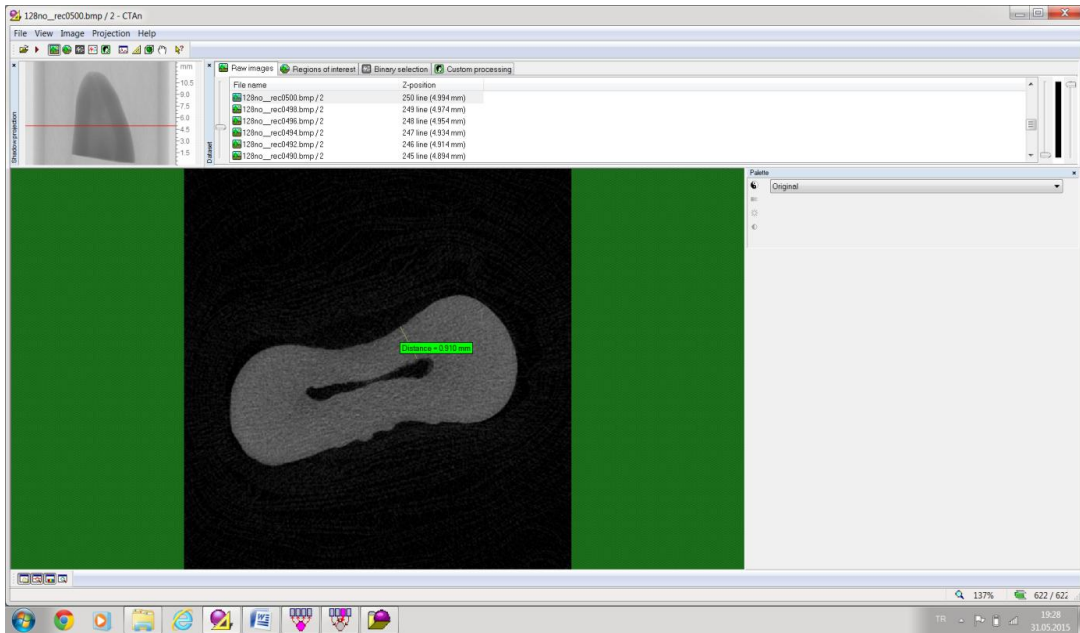 128no__rec0500.bmp / 2 - CTAn
File View Image Projection Help
mm
10.5
9.0
7.5
6.0
4.5
3.0
1.5
Shadow projection
Dataset
Raw images Regions of interest Binary selection Custom processing
File name Z-position
128no__rec0500.bmp / 2 250 line (4.994 mm)
128no__rec0498.bmp / 2 249 line (4.974 mm)
128no__rec0496.bmp / 2 248 line (4.954 mm)
128no__rec0494.bmp / 2 247 line (4.934 mm)
128no__rec0492.bmp / 2 246 line (4.914 mm)
128no__rec0490.bmp / 2 245 line (4.894 mm)
Palette
Original
Distance = 0.910 mm
137% 622 / 622
TR 19:28
31.05.2015